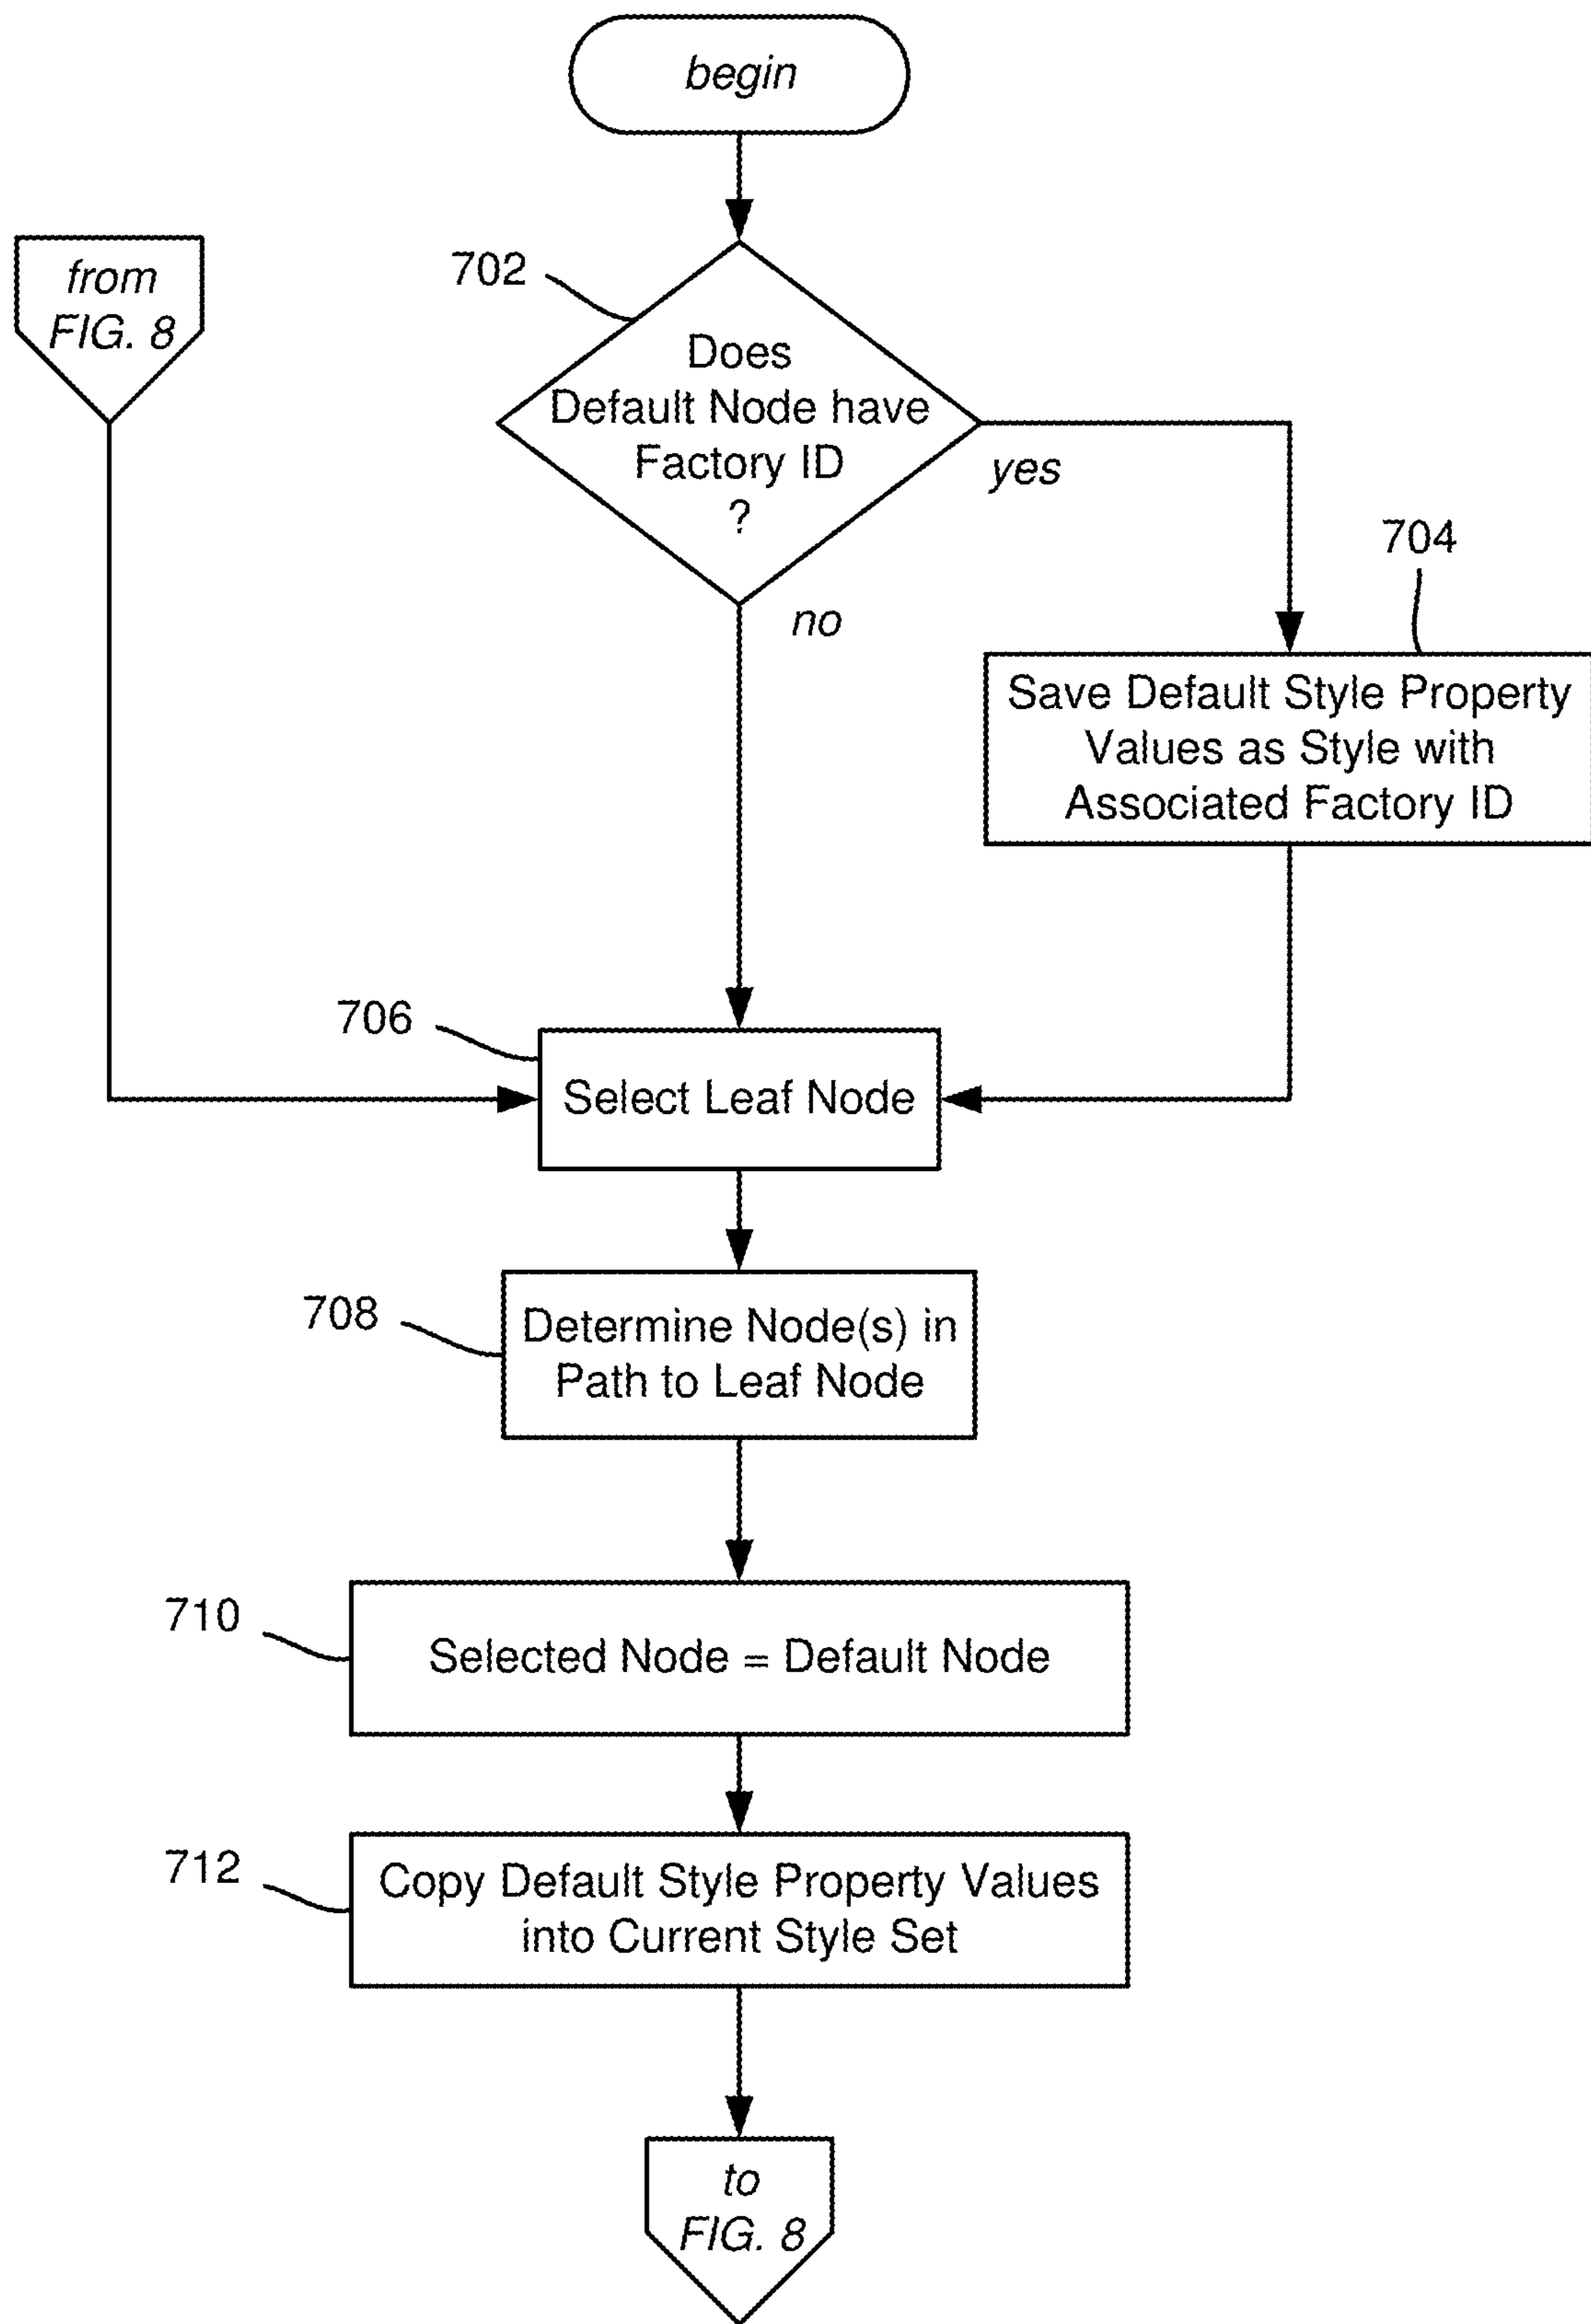 begin
from
FIG. 8
702
Does
Default Node have
Factory ID
?
yes
no
704
Save Default Style Property
Values as Style with
Associated Factory ID
706
Select Leaf Node
708
Determine Node(s) in
Path to Leaf Node
710
Selected Node = Default Node
712
Copy Default Style Property Values
into Current Style Set
to
FIG. 8